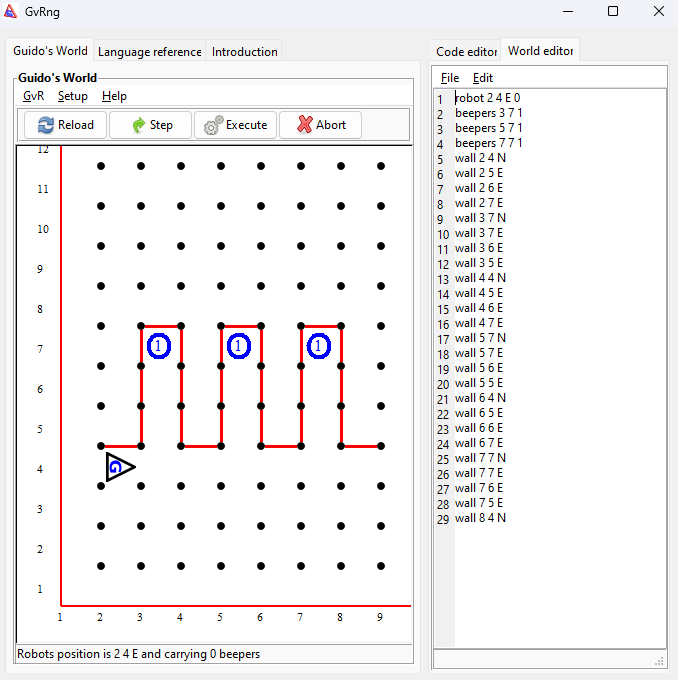 GvRng
Guido's World Language reference Introduction
Guido's World
GvR Setup Help
Reload Step Execute Abort
12
11
10
9
8
7 1 1 1
6
5
4 G
3
2
1
1 2 3 4 5 6 7 8 9
Robots position is 2 4 E and carrying 0 beepers
Code editor World editor
File Edit
1 robot 2 4 E 0
2 beepers 3 7 1
3 beepers 5 7 1
4 beepers 7 7 1
5 wall 2 4 N
6 wall 2 5 E
7 wall 2 6 E
8 wall 2 7 E
9 wall 3 7 N
10 wall 3 7 E
11 wall 3 6 E
12 wall 3 5 E
13 wall 4 4 N
14 wall 4 5 E
15 wall 4 6 E
16 wall 4 7 E
17 wall 5 7 N
18 wall 5 7 E
19 wall 5 6 E
20 wall 5 5 E
21 wall 6 4 N
22 wall 6 5 E
23 wall 6 6 E
24 wall 6 7 E
25 wall 7 7 N
26 wall 7 7 E
27 wall 7 6 E
28 wall 7 5 E
29 wall 8 4 N